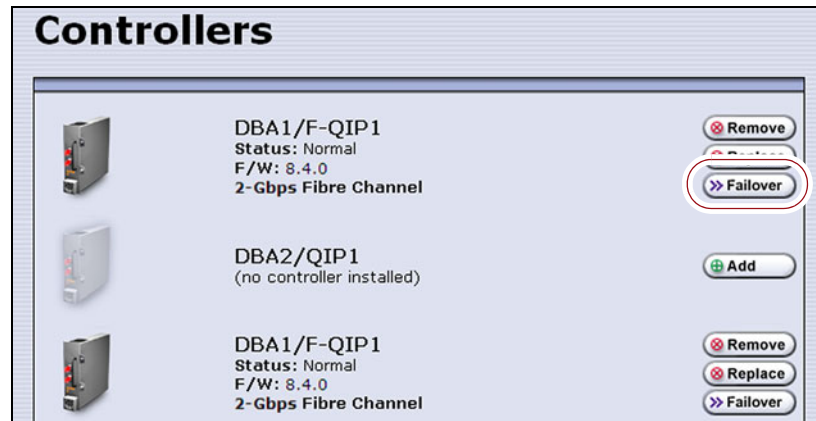 Controllers
DBA1/F-QIP1
Status: Normal
F/W: 8.4.0
2-Gbps Fibre Channel
Remove
Failover
DBA2/QIP1
(no controller installed)
Add
DBA1/F-QIP1
Status: Normal
F/W: 8.4.0
2-Gbps Fibre Channel
Remove
Replace
Failover